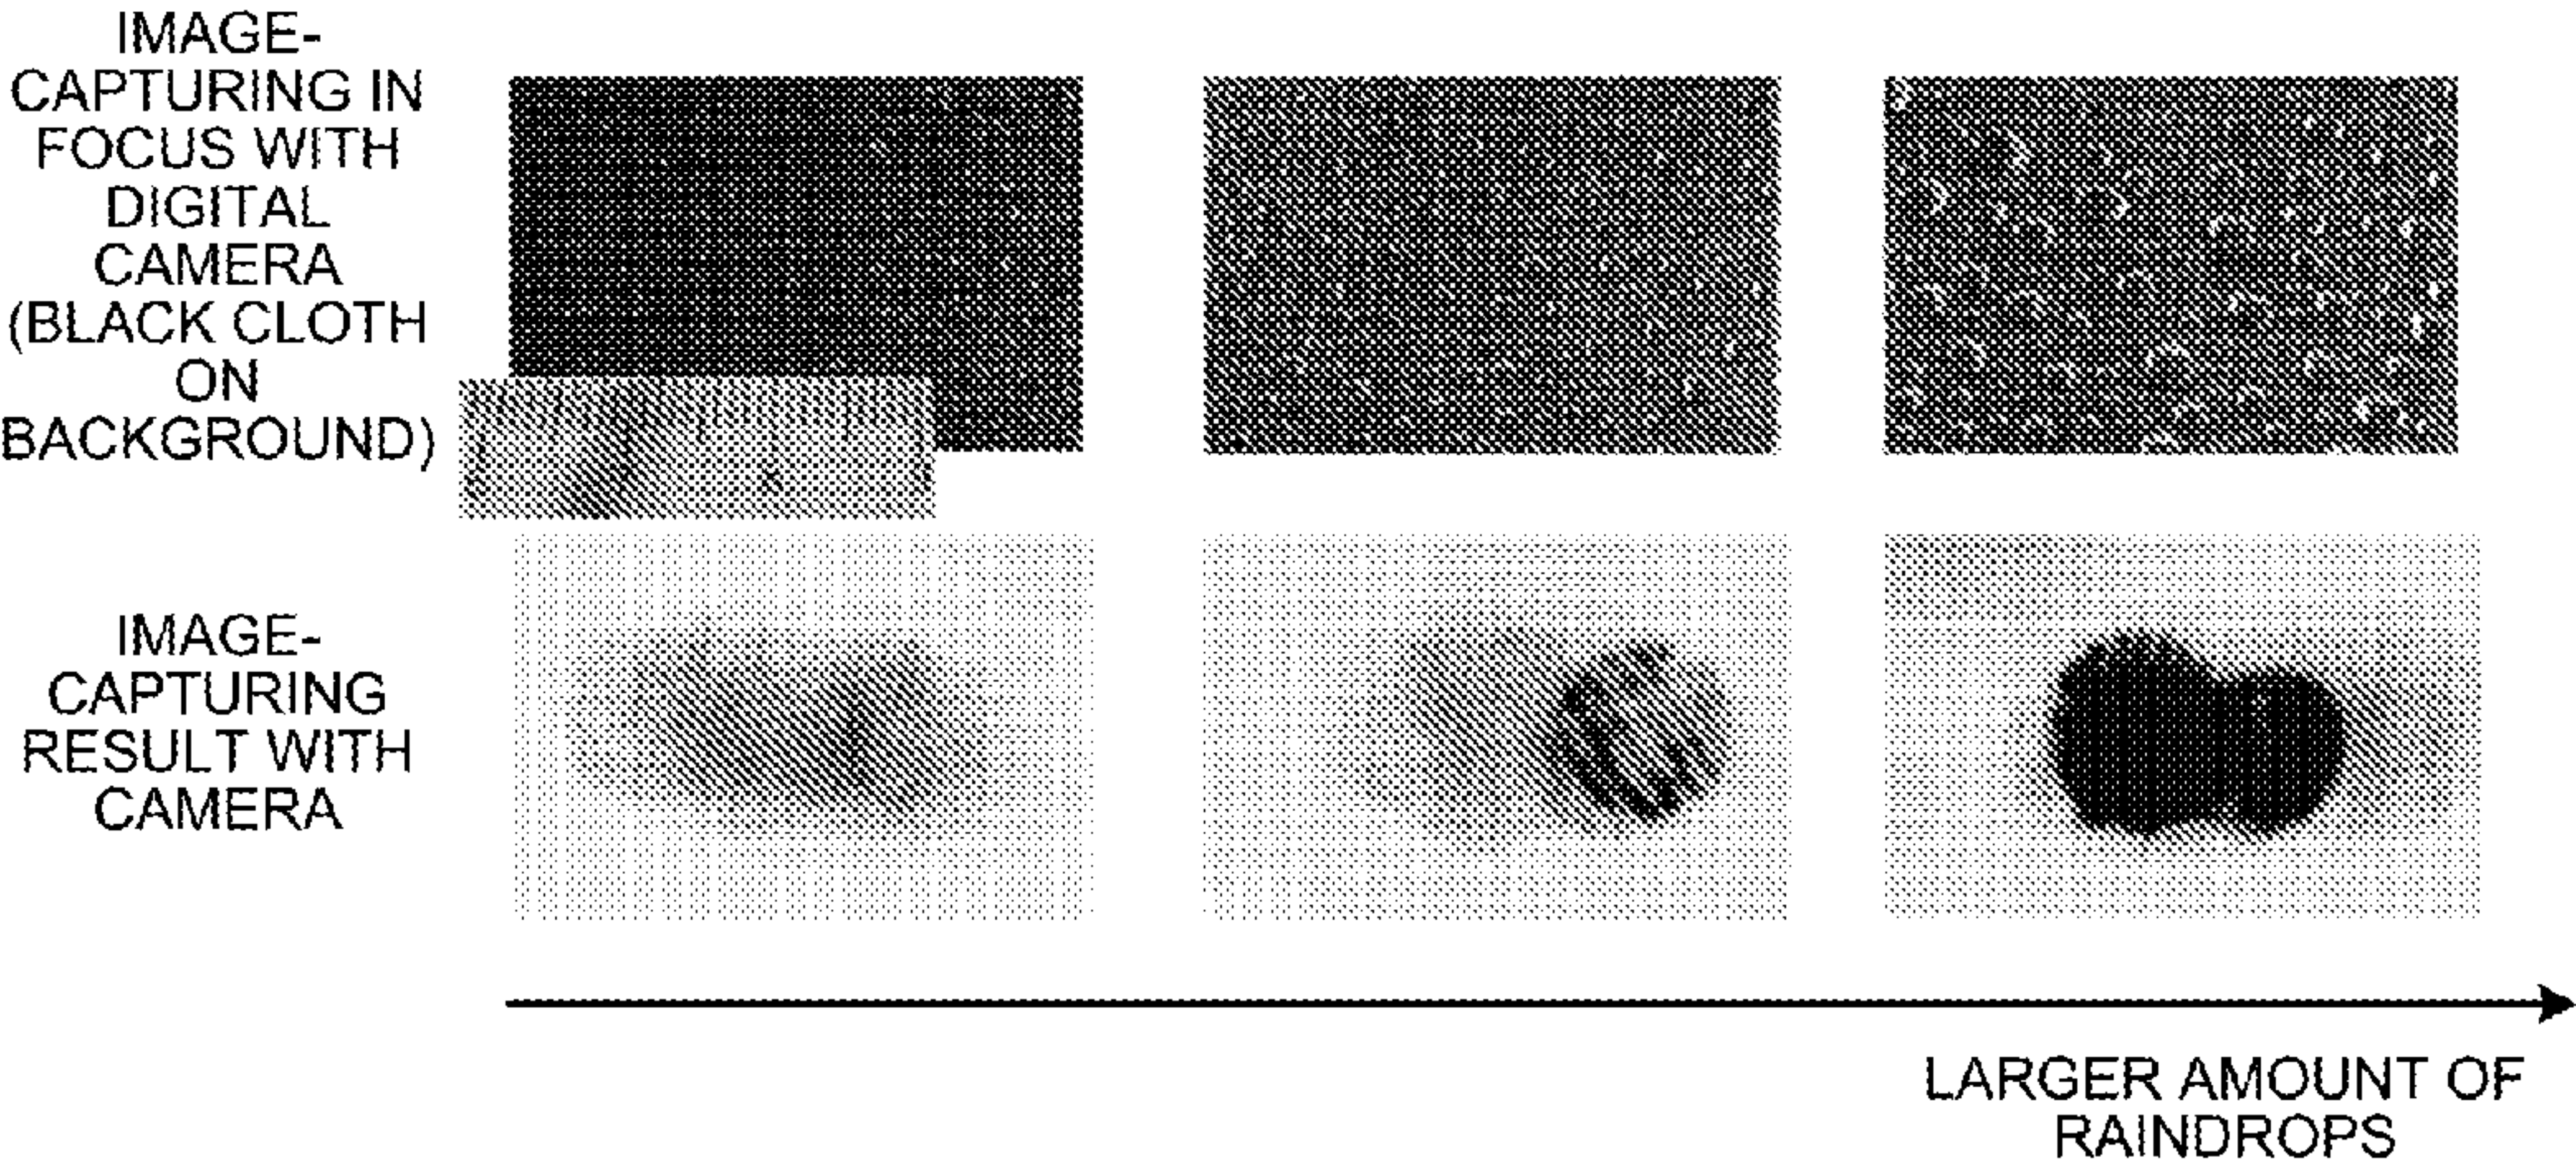 IMAGE-
CAPTURING IN
FOCUS WITH
DIGITAL
CAMERA
(BLACK CLOTH
ON
BACKGROUND)
IMAGE-
CAPTURING
RESULT WITH
CAMERA
LARGER AMOUNT OF
RAINDROPS